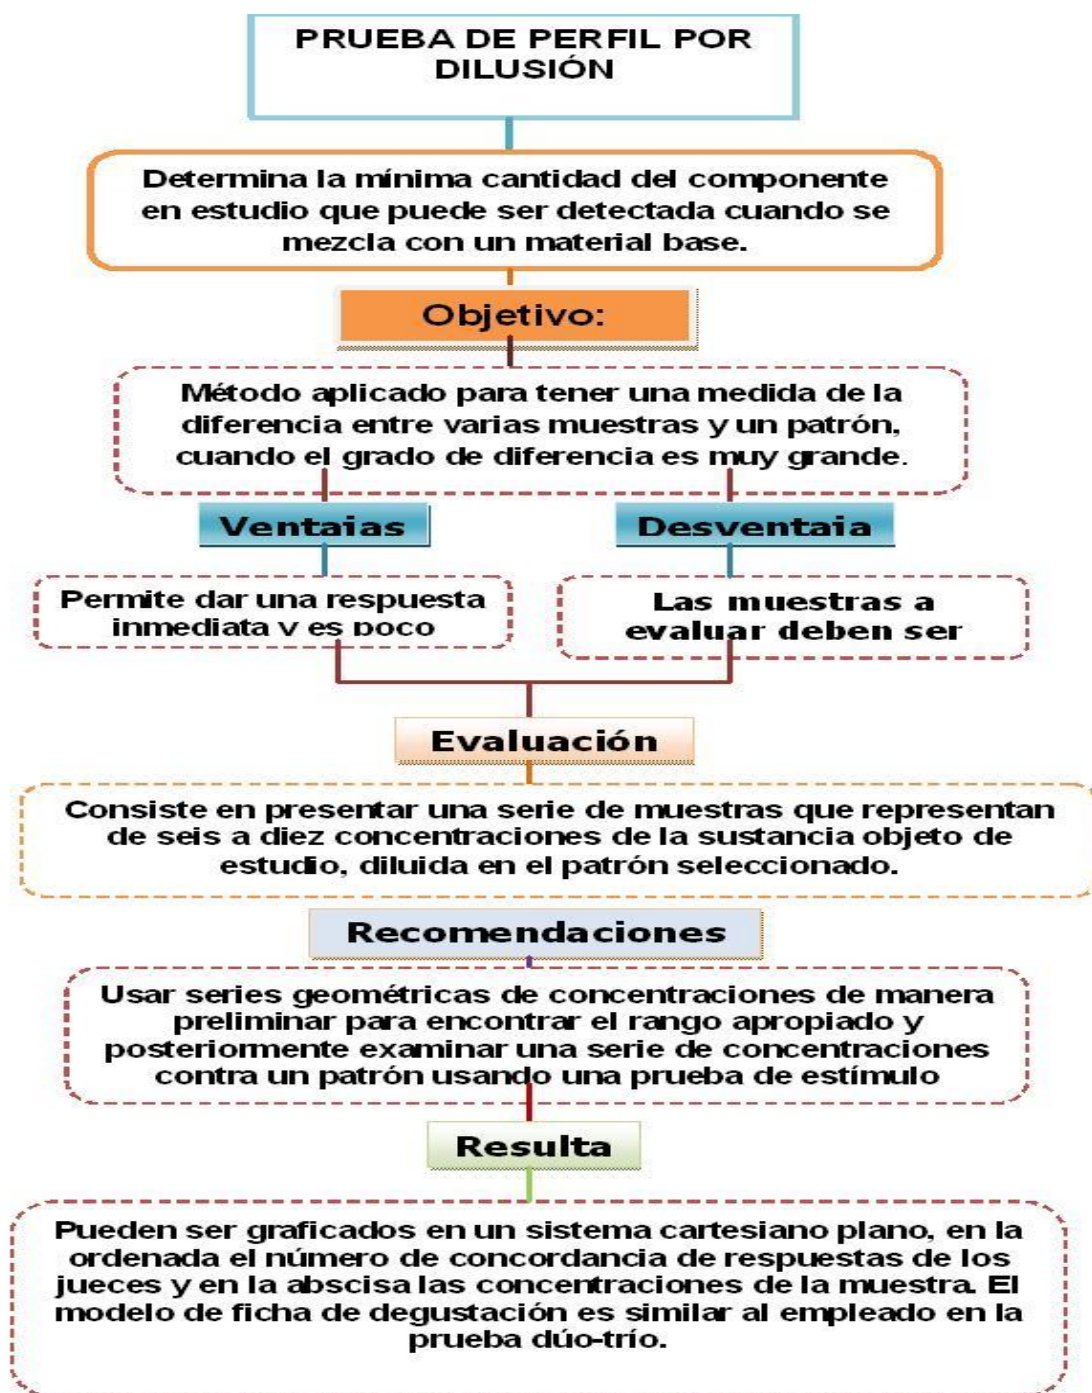 PRUEBA DE PERFIL POR
DILUSIÓN
Determina la mínima cantidad del componente
en estudio que puede ser detectada cuando se
mezcla con un material base.
Objetivo:
Método aplicado para tener una medida de la
diferencia entre varias muestras y un patrón,
cuando el grado de diferencia es muy grande.
Ventajas
Desventaja
Permite dar una respuesta
inmediata y es poco
Las muestras a
evaluar deben ser
Evaluación
Consiste en presentar una serie de muestras que representan
de seis a diez concentraciones de la sustancia objeto de
estudio, diluida en el patrón seleccionado.
Recomendaciones
Usar series geométricas de concentraciones de manera
preliminar para encontrar el rango apropiado y
posteriormente examinar una serie de concentraciones
contra un patrón usando una prueba de estímulo
Resulta
Pueden ser graficados en un sistema cartesiano plano, en la
ordenada el número de concordancia de respuestas de los
jueces y en la abscisa las concentraciones de la muestra. El
modelo de ficha de degustación es similar al empleado en la
prueba dúo-trío.